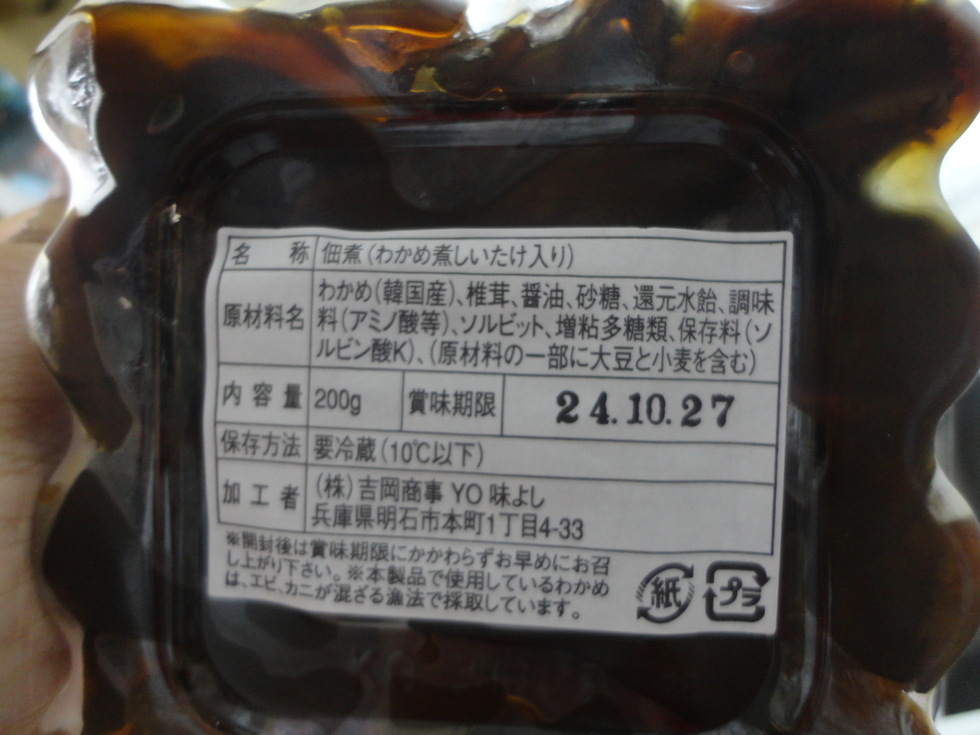 名称 佃煮(わかめ煮しいたけ入り)
原材料名 わかめ(韓国産)、椎茸、醤油、砂糖、還元水飴、調味
料(アミノ酸等)、ソルビット、増粘多糖類、保存料(ソ
ルビン酸K)、(原材料の一部に大豆と小麦を含む)
内容量 200g 賞味期限 24.10.27
保存方法 要冷蔵(10℃以下)
加工者 (株)吉岡商事 YO 味よし
兵庫県明石市本町1丁目4-33
※開封後は賞味期限にかかわらずお早めにお召
し上がり下さい。※本製品で使用しているわかめ
は、エビ、カニが混ざる漁法で採取しています。
紙 プラ